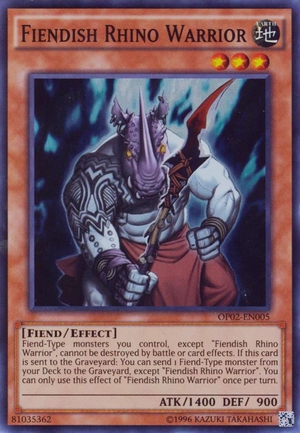 FIENDISH RHINO WARRIOR
EARTH
地
OP02-EN005
[FIEND/EFFECT]
Fiend-Type monsters you control, except "Fiendish Rhino
Warrior", cannot be destroyed by battle or card effects. If this card
is sent to the Graveyard: You can send 1 Fiend-Type monster from
your Deck to the Graveyard, except "Fiendish Rhino Warrior". You
can only use this effect of "Fiendish Rhino Warrior" once per turn.
ATK/1400 DEF/ 900
81035362
©1996 KAZUKI TAKAHASHI